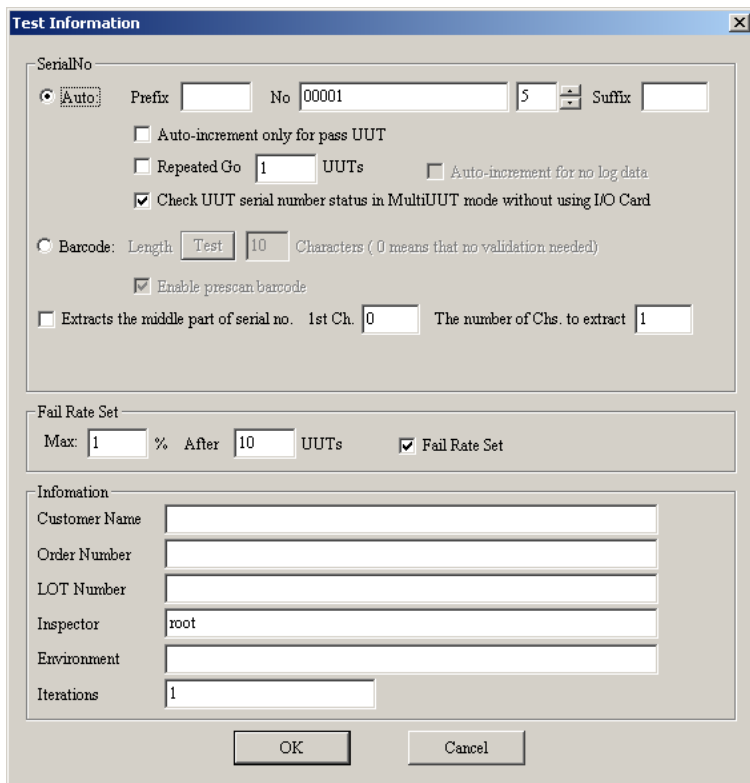 Test Information
SerialNo
Auto: Prefix No 00001 5 Suffix
Auto-increment only for pass UUT
Repeated Go 1 UUTs Auto-increment for no log data
Check UUT serial number status in MultiUUT mode without using I/O Card
Barcode: Length Test 10 Characters ( 0 means that no validation needed)
Enable prescan barcode
Extracts the middle part of serial no. 1st Ch. 0 The number of Chs. to extract 1
Fail Rate Set
Max: 1 % After 10 UUTs Fail Rate Set
Infomation
Customer Name
Order Number
LOT Number
Inspector root
Environment
Iterations 1
OK Cancel